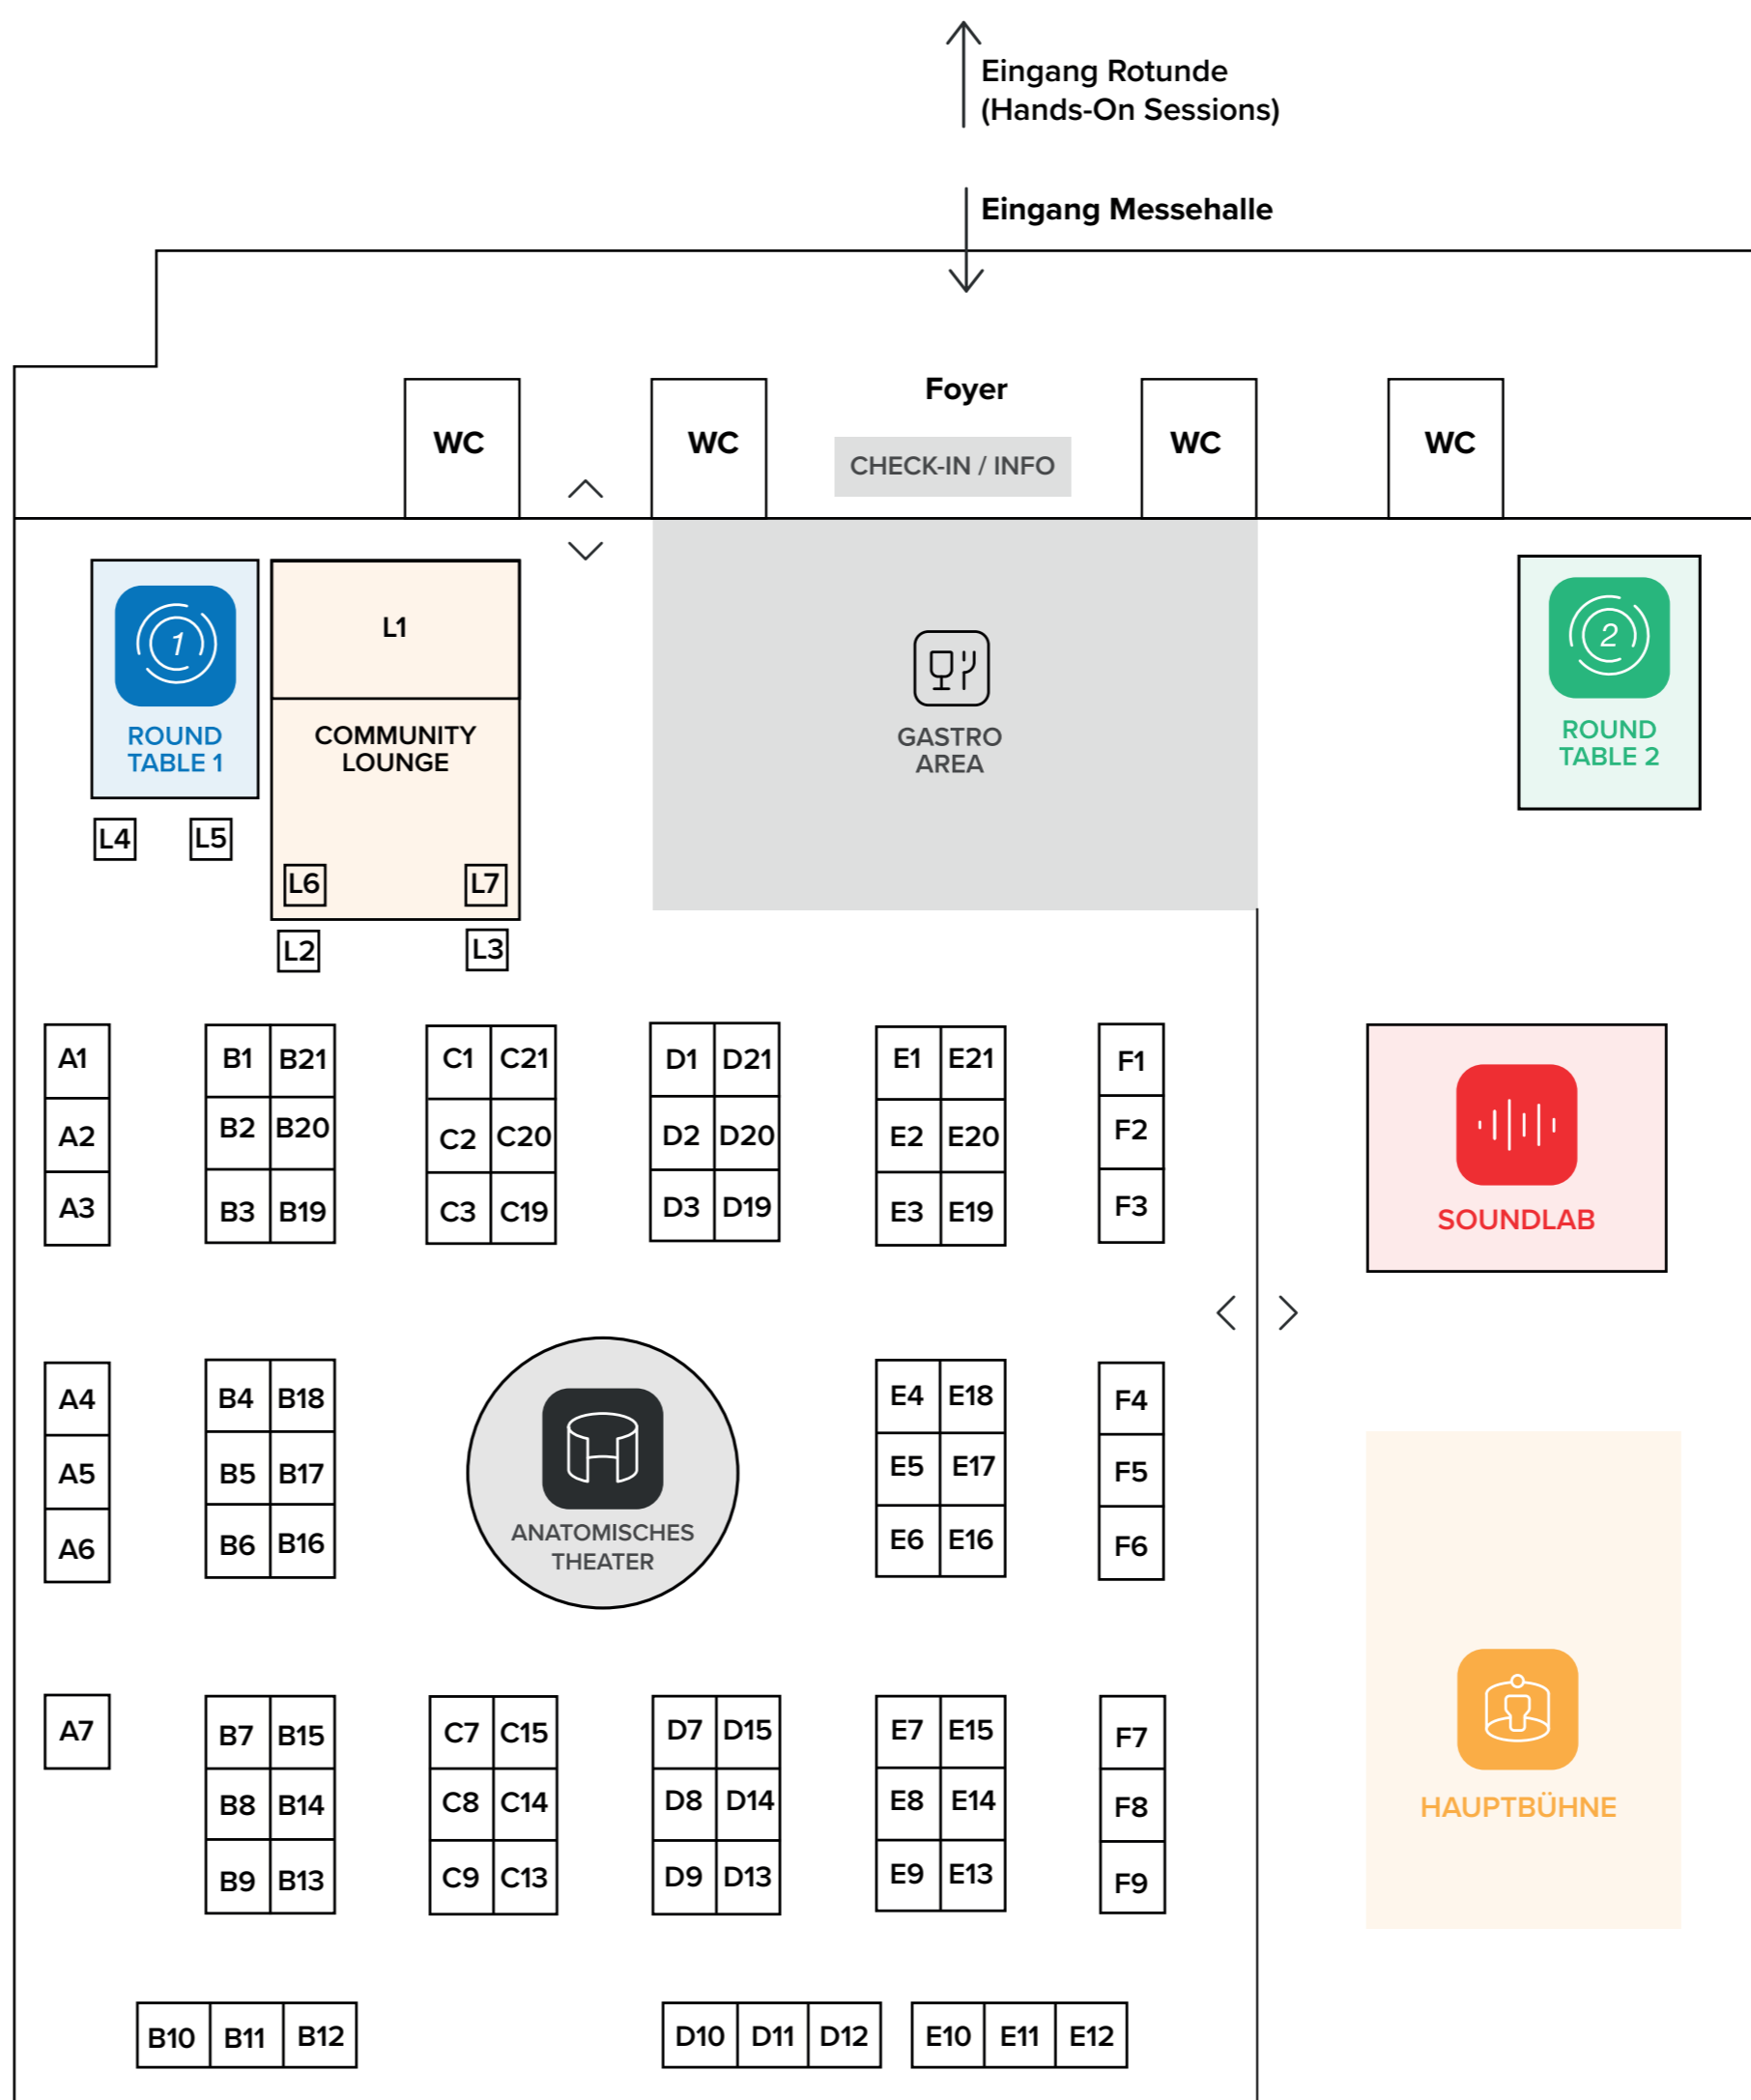 Eingang Rotunde
(Hands-On Sessions)
Eingang Messehalle
Foyer
WC
WC
WC
WC
CHECK-IN / INFO
1
ROUND
TABLE 1
L1
COMMUNITY
LOUNGE
GASTRO
AREA
2
ROUND
TABLE 2
L4
L5
L6
L7
L2
L3
A1
B1 B21
C1 C21
D1 D21
E1 E21
F1
A2
B2 B20
C2 C20
D2 D20
E2 E20
F2
A3
B3 B19
C3 C19
D3 D19
E3 E19
F3
SOUNDLAB
A4
B4 B18
E4 E18
F4
A5
B5 B17
E5 E17
F5
A6
B6 B16
E6 E16
F6
ANATOMISCHES
THEATER
A7
B7 B15
C7 C15
D7 D15
E7 E15
F7
B8 B14
C8 C14
D8 D14
E8 E14
F8
B9 B13
C9 C13
D9 D13
E9 E13
F9
HAUPTBÜHNE
B10 B11 B12
D10 D11 D12
E10 E11 E12